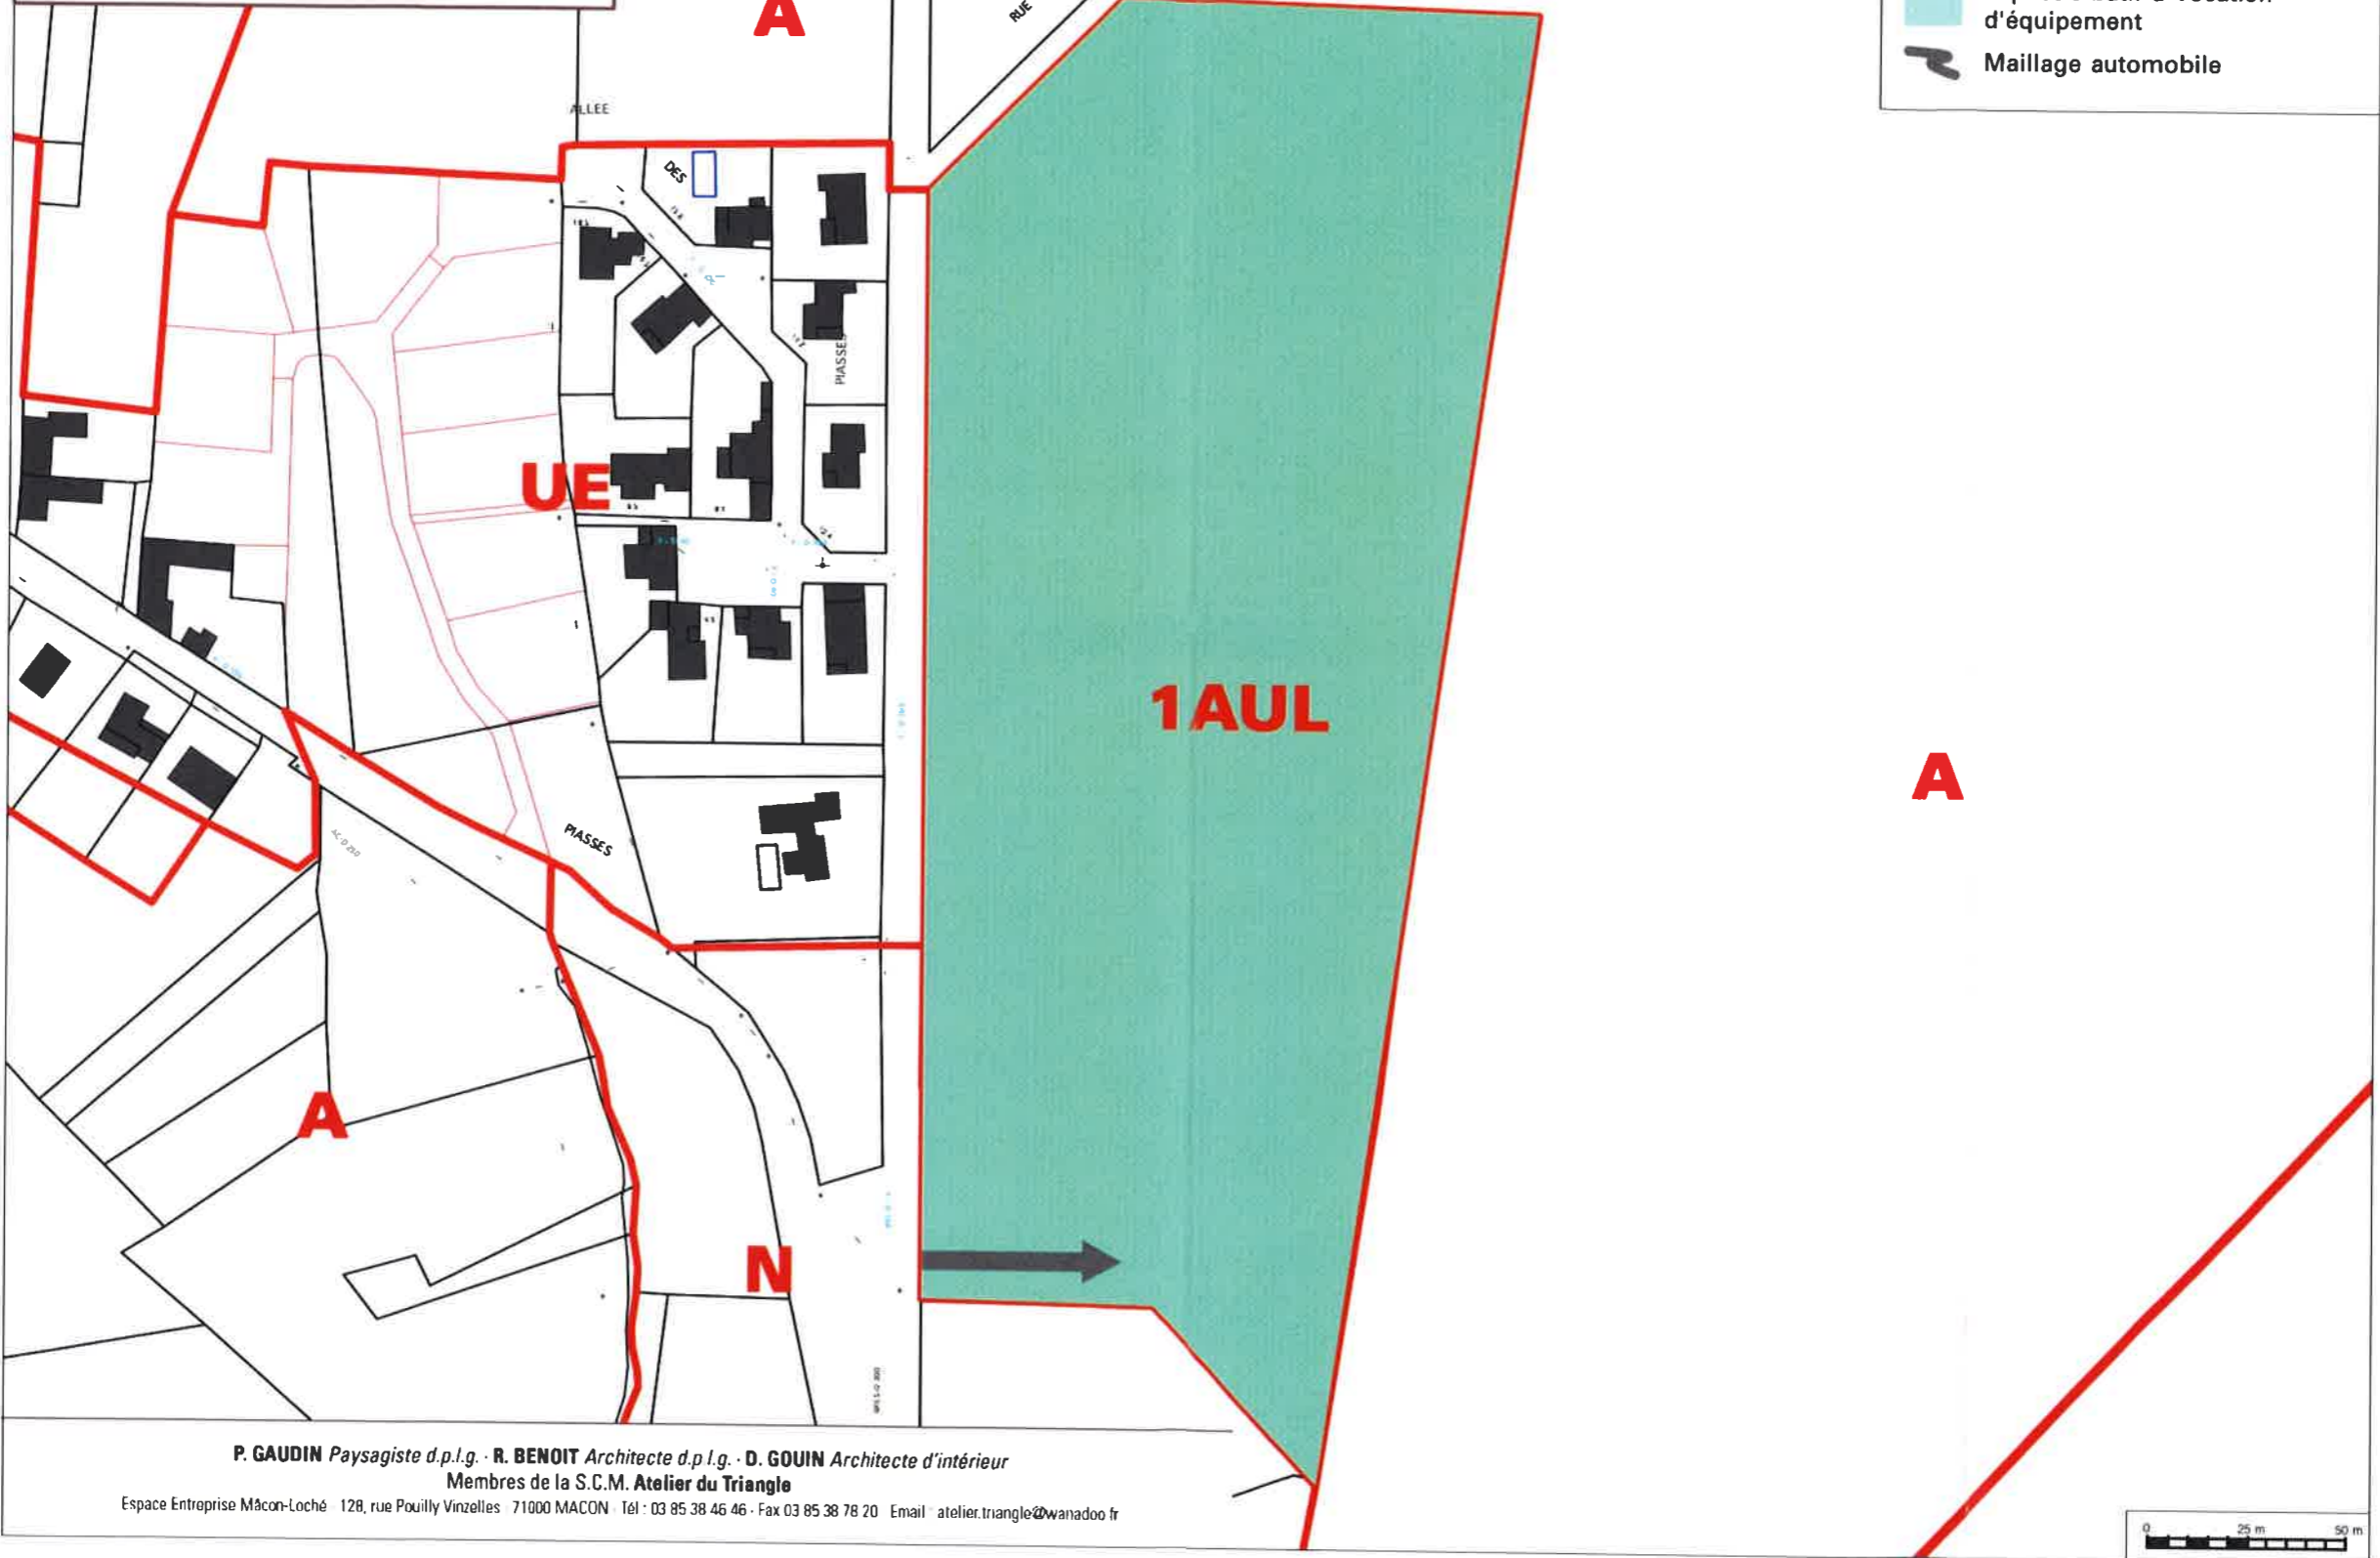 A
RUE
d'équipement
Maillage automobile
ALLEE
DES
PIASSES
UE
1AUL
A
PIASSES
AC-D 250
A
N
P. GAUDIN Paysagiste d.p.l.g. · R. BENOIT Architecte d.p.l.g. · D. GOUIN Architecte d'intérieur
Membres de la S.C.M. Atelier du Triangle
Espace Entreprise Mâcon-Loché 128, rue Pouilly Vinzelles 71000 MACON Tél : 03 85 38 46 46 · Fax 03 85 38 78 20 Email : atelier.triangle@wanadoo fr
0 25 m 50 m